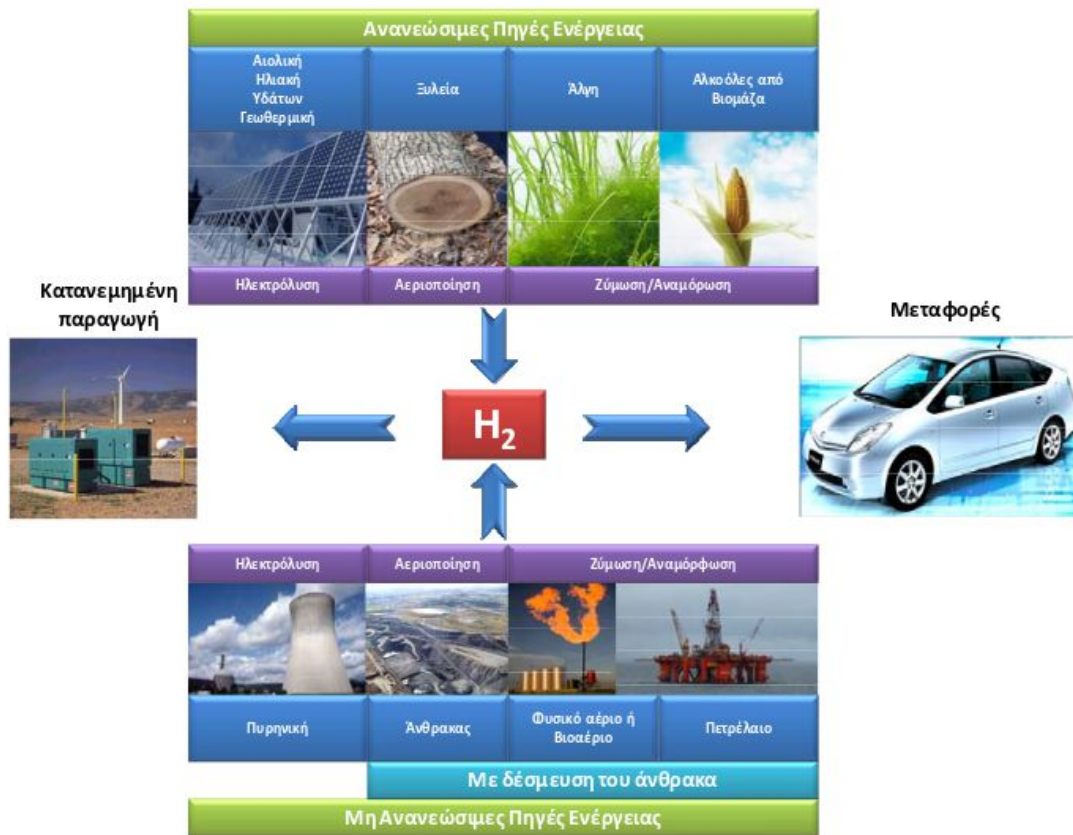 Ανανεώσιμες Πηγές Ενέργειας
Αιολική
Ηλιακή
Υδάτων
Γεωθερμική
Ξυλεία
Άλγη
Αλκοόλες από
Βιομάζα
Ηλεκτρόλυση
Αεριοποίηση
Ζύμωση/Αναμόρωση
Κατανεμημένη
παραγωγή
Μεταφορές
H₂
Ηλεκτρόλυση
Αεριοποίηση
Ζύμωση/Αναμόρφωση
Πυρηνική
Άνθρακας
Φυσικό αέριο ή
Βιοαέριο
Πετρέλαιο
Με δέσμευση του άνθρακα
Μη Ανανεώσιμες Πηγές Ενέργειας